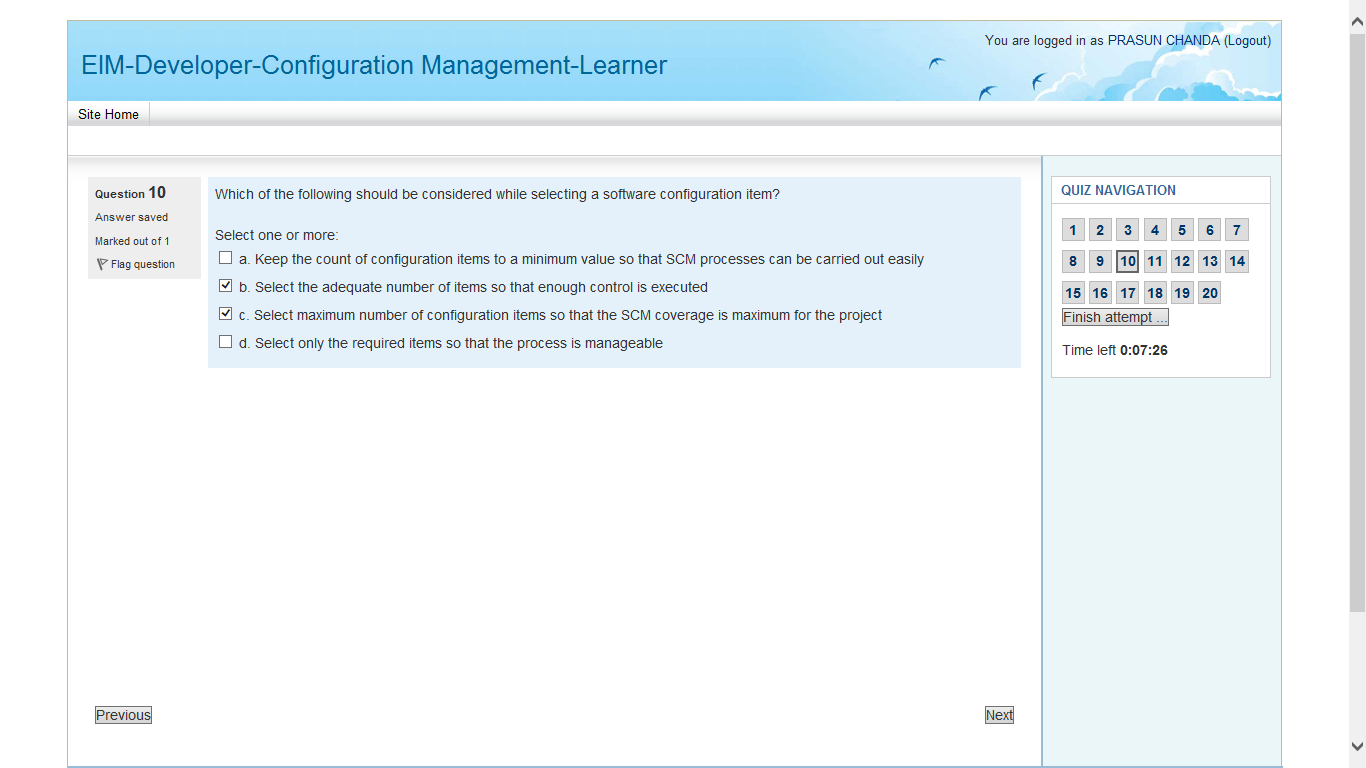 You are logged in as PRASUN CHANDA (Logout)
EIM-Developer-Configuration Management-Learner
Site Home
Question 10
Answer saved
Marked out of 1
Flag question
Which of the following should be considered while selecting a software configuration item?
Select one or more:
a. Keep the count of configuration items to a minimum value so that SCM processes can be carried out easily
b. Select the adequate number of items so that enough control is executed
c. Select maximum number of configuration items so that the SCM coverage is maximum for the project
d. Select only the required items so that the process is manageable
QUIZ NAVIGATION
1 2 3 4 5 6 7
8 9 10 11 12 13 14
15 16 17 18 19 20
Finish attempt ...
Time left 0:07:26
Previous
Next